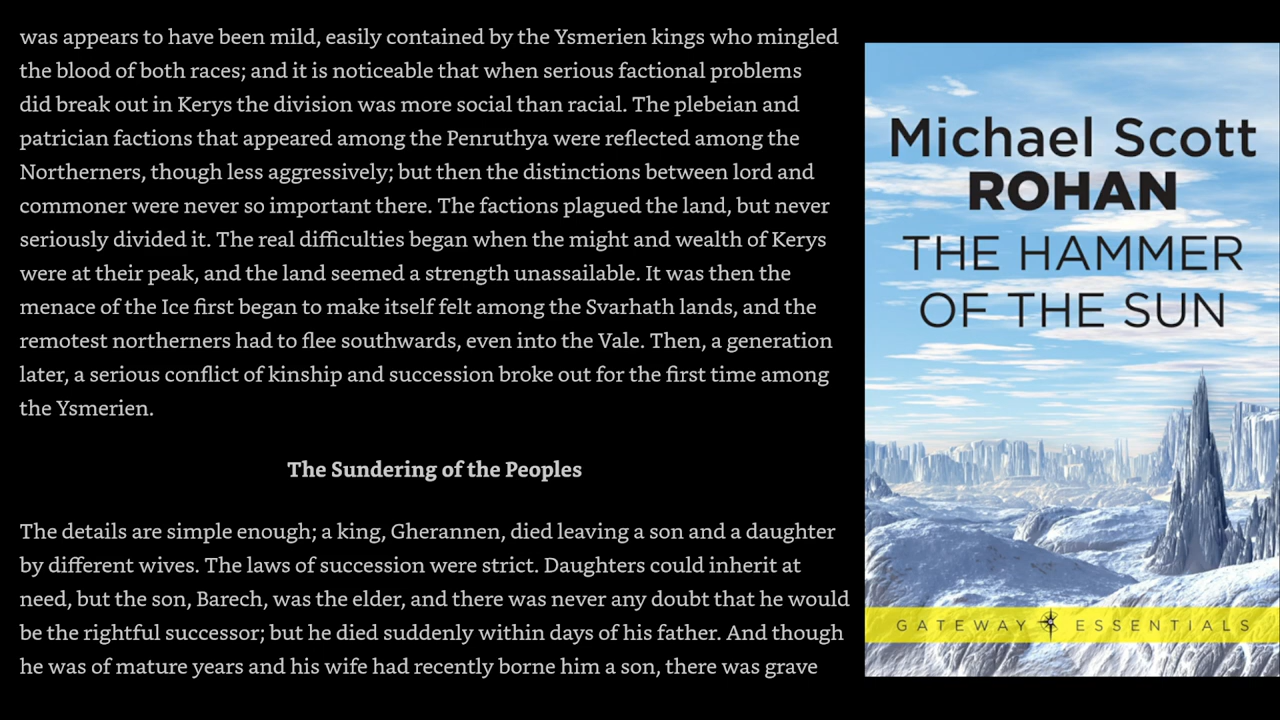 was appears to have been mild, easily contained by the Ysmerien kings who mingled
the blood of both races; and it is noticeable that when serious factional problems
did break out in Kerys the division was more social than racial. The plebeian and
patrician factions that appeared among the Penruthya were reflected among the
Northerners, though less aggressively; but then the distinctions between lord and
commoner were never so important there. The factions plagued the land, but never
seriously divided it. The real difficulties began when the might and wealth of Kerys
were at their peak, and the land seemed a strength unassailable. It was then the
menace of the Ice first began to make itself felt among the Svarhath lands, and the
remotest northerners had to flee southwards, even into the Vale. Then, a generation
later, a serious conflict of kinship and succession broke out for the first time among
the Ysmerien.
The Sundering of the Peoples
The details are simple enough; a king, Gherannen, died leaving a son and a daughter
by different wives. The laws of succession were strict. Daughters could inherit at
need, but the son, Barech, was the elder, and there was never any doubt that he would
be the rightful successor; but he died suddenly within days of his father. And though
he was of mature years and his wife had recently borne him a son, there was grave
Michael Scott
ROHAN
THE HAMMER
OF THE SUN
GATEWAY ESSENTIALS